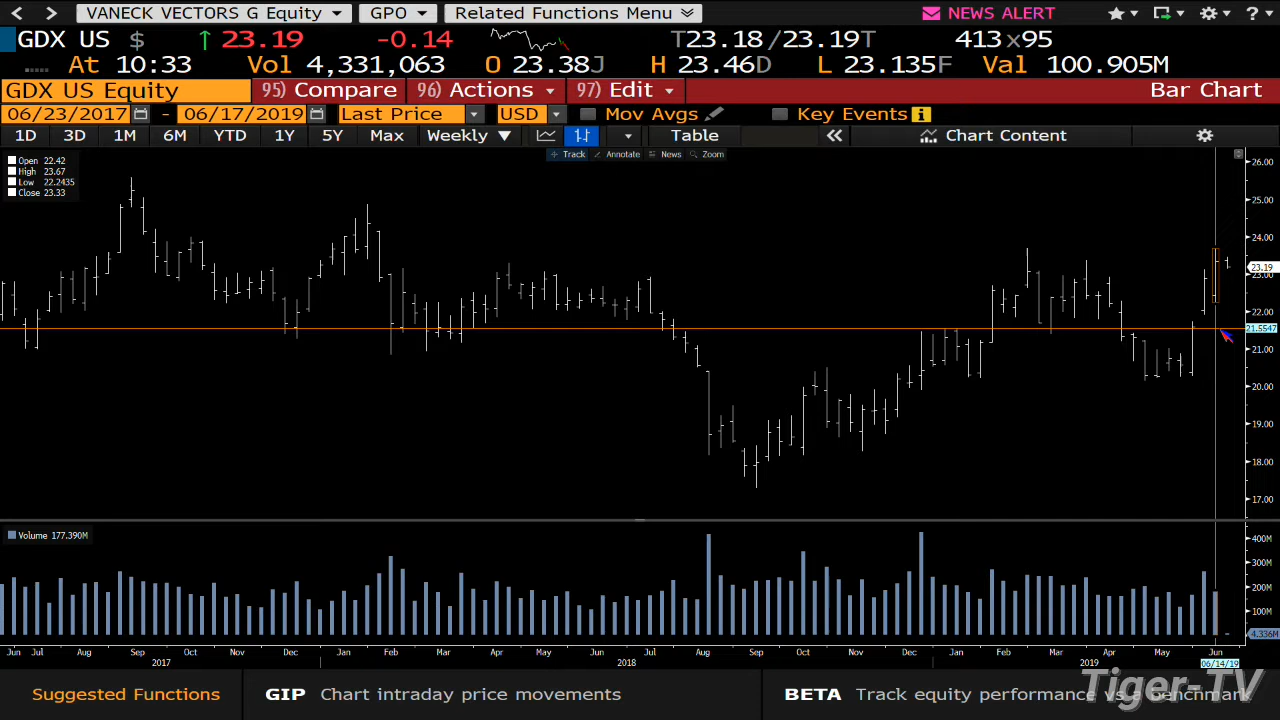 VANECK VECTORS G Equity GPO Related Functions Menu NEWS ALERT ?
GDX US $ ↑ 23.19 -0.14 T23.18/23.19T 413x95
At 10:33 Vol 4,331,063 O 23.38J H 23.46D L 23.135F Val 100.905M
GDX US Equity 95) Compare 96) Actions 97) Edit Bar Chart
06/23/2017 - 06/17/2019 Last Price USD Mov Avgs Key Events i
1D 3D 1M 6M YTD 1Y 5Y Max Weekly Table Chart Content
Track Annotate News Zoom
Open 22.42
High 23.67
Low 22.2435
Close 23.33
26.00
25.00
24.00
23.19
23.00
22.00
21.5547
21.00
20.00
19.00
18.00
17.00
Volume 177.390M
400M
300M
200M
100M
4.336M
Jun Jul Aug Sep Oct Nov Dec Jan Feb Mar Apr May Jun Jul Aug Sep Oct Nov Dec Jan Feb Mar Apr May Jun
2017 2018 2019 06/14/19
Suggested Functions GIP Chart intraday price movements BETA Track equity performance vs a benchmark
Tiger-TV